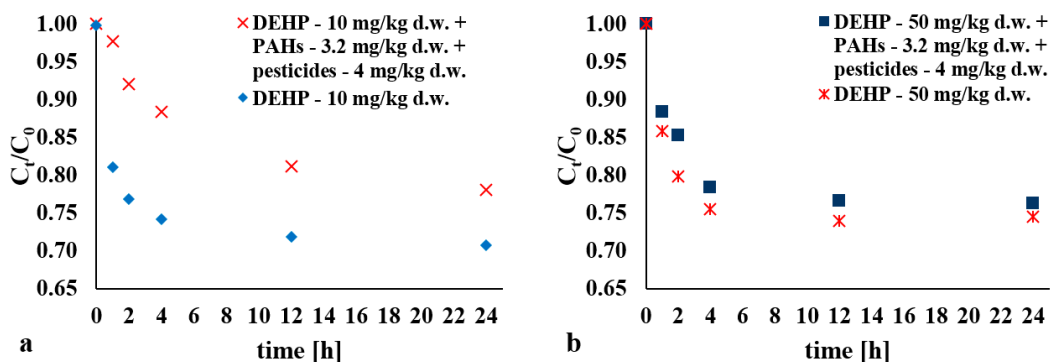 1.00
0.95
0.90
0.85
0.80
0.75
0.70
0.65
Ct/C0
0 2 4 6 8 10 12 14 16 18 20 22 24
time [h]
a
DEHP - 10 mg/kg d.w. +
PAHs - 3.2 mg/kg d.w. +
pesticides - 4 mg/kg d.w.
DEHP - 10 mg/kg d.w.
1.00
0.95
0.90
0.85
0.80
0.75
0.70
0.65
Ct/C0
0 2 4 6 8 10 12 14 16 18 20 22 24
time [h]
b
DEHP - 50 mg/kg d.w. +
PAHs - 3.2 mg/kg d.w. +
pesticides - 4 mg/kg d.w.
DEHP - 50 mg/kg d.w.